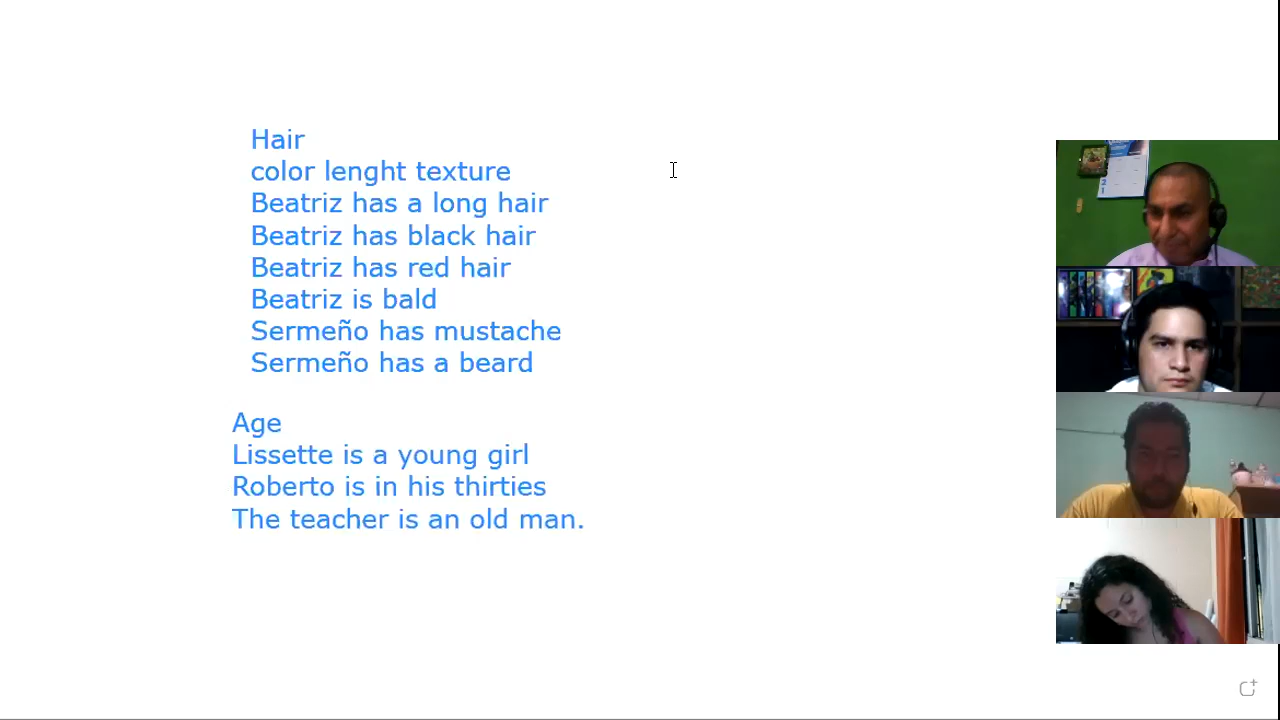 Hair
color lenght texture
Beatriz has a long hair
Beatriz has black hair
Beatriz has red hair
Beatriz is bald
Sermeño has mustache
Sermeño has a beard
Age
Lissette is a young girl
Roberto is in his thirties
The teacher is an old man.